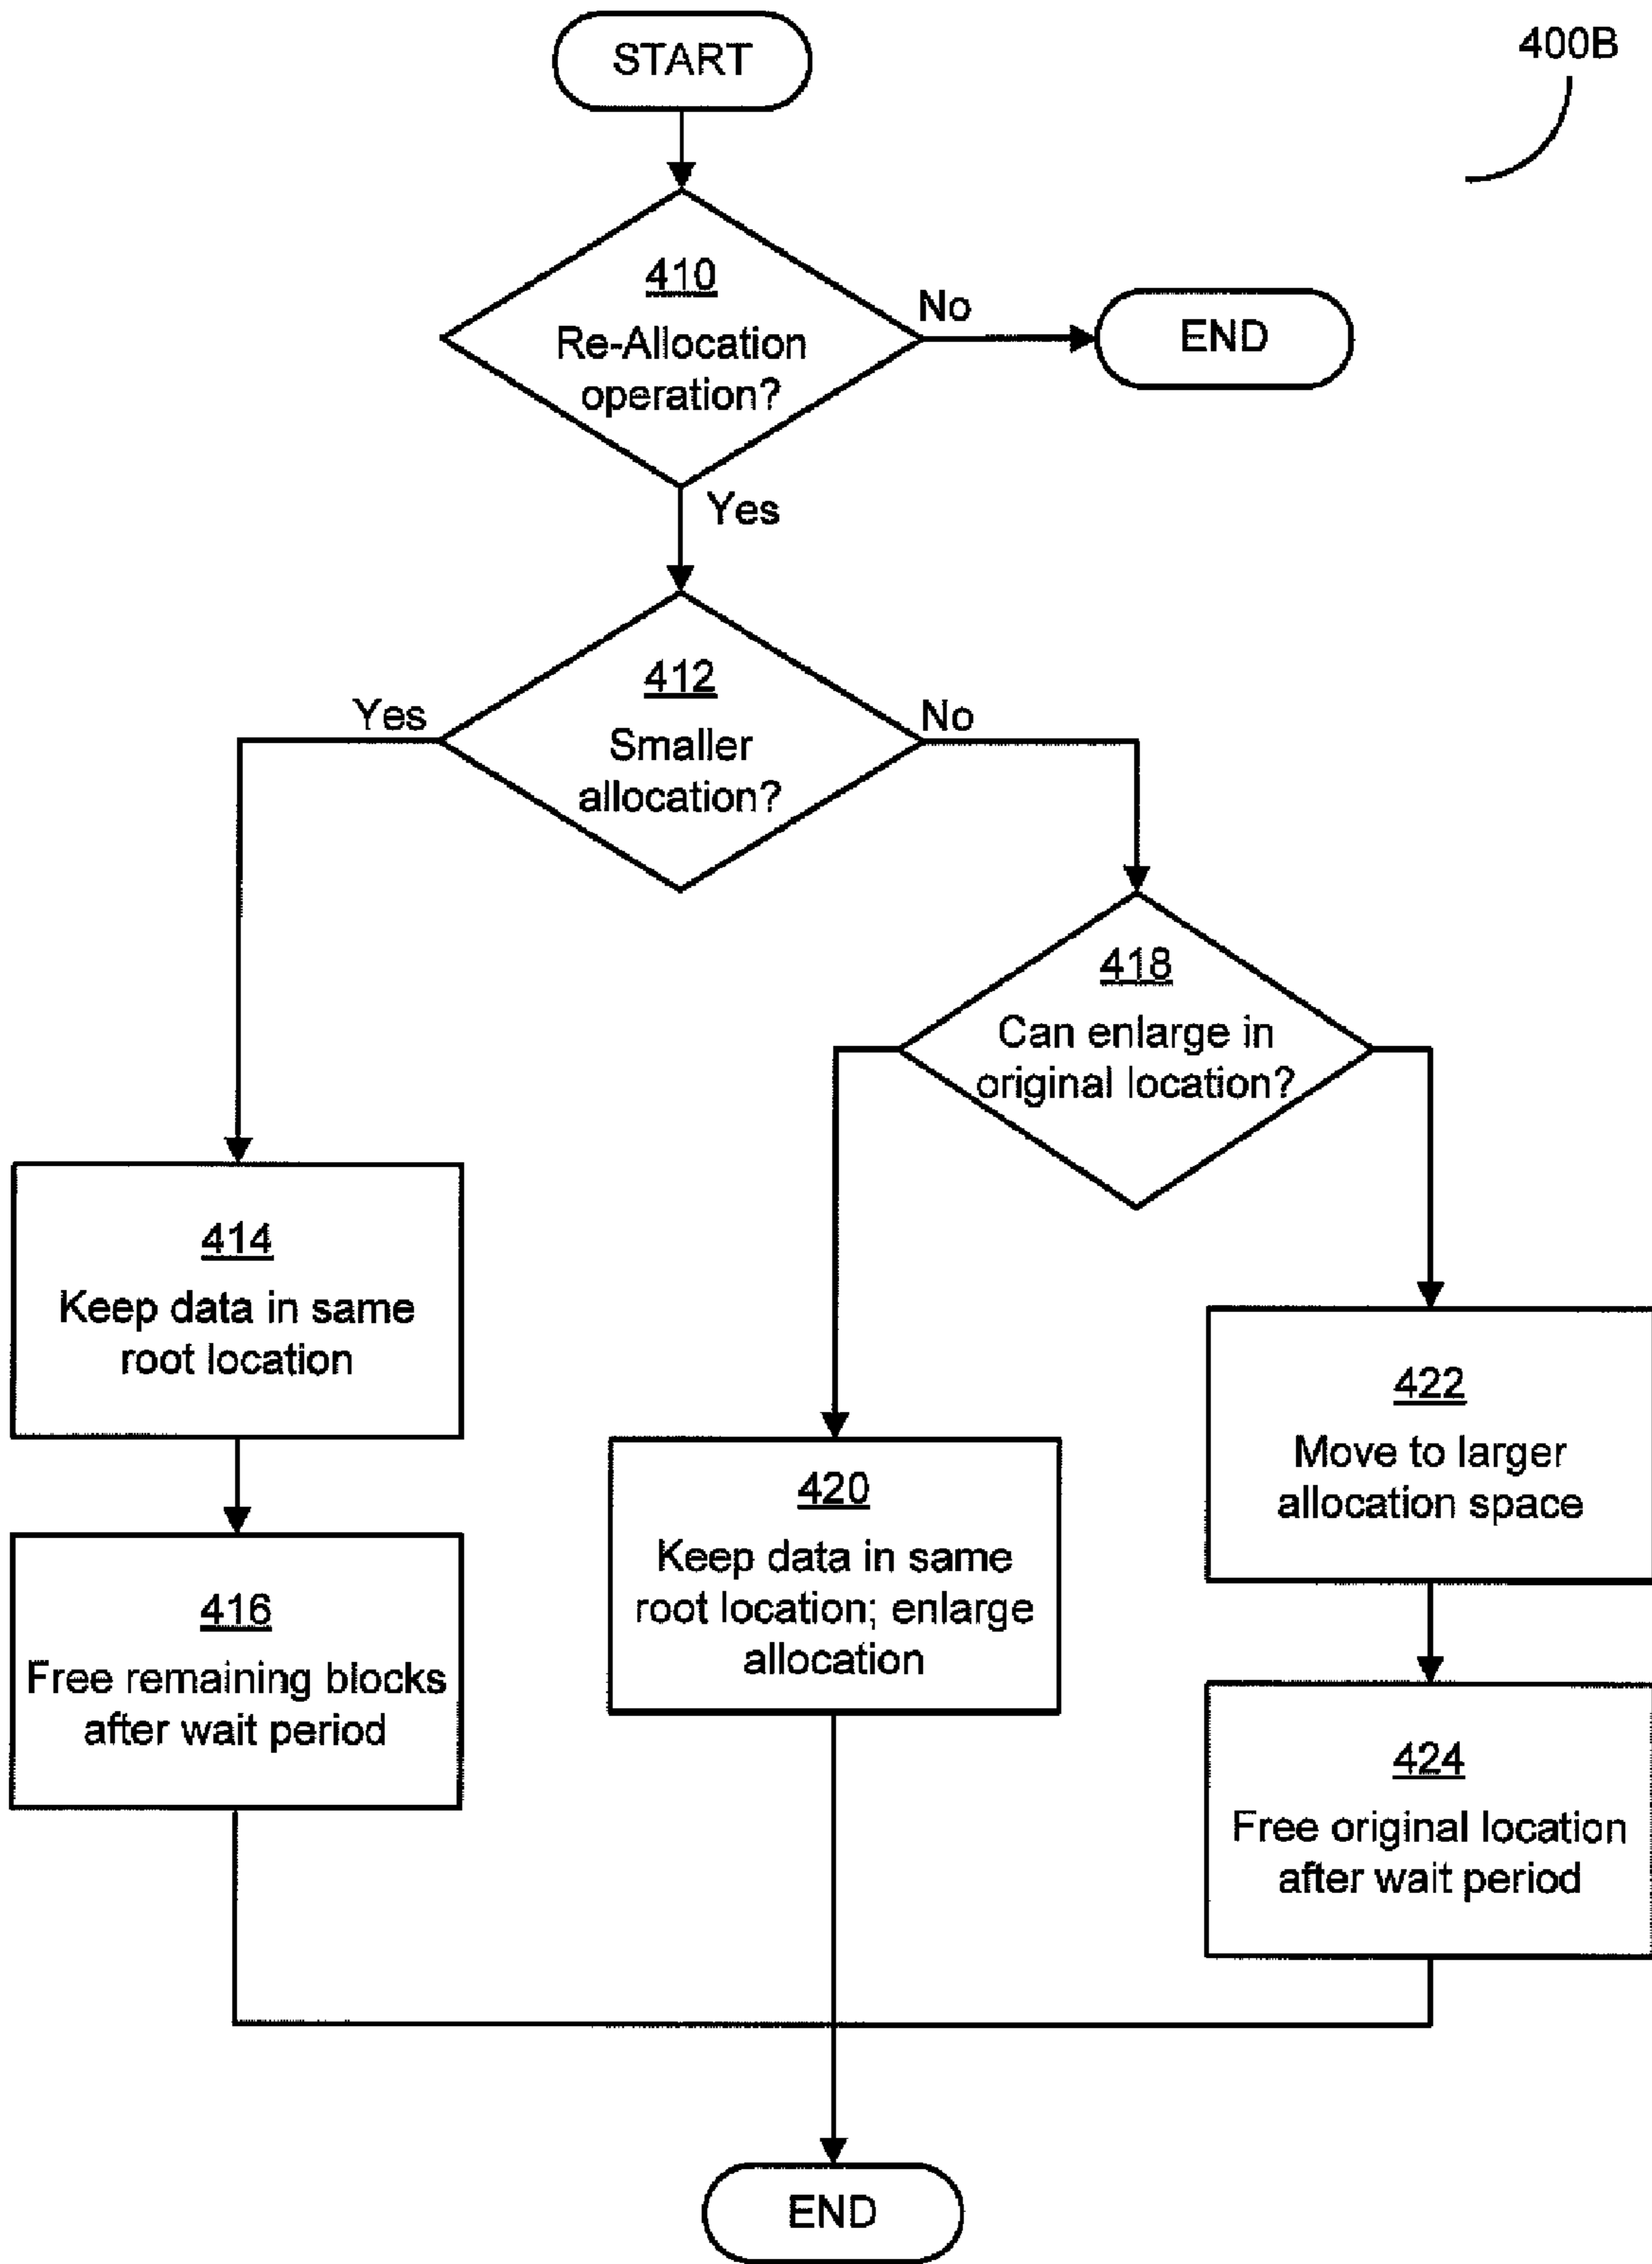 START
400B
410
Re-Allocation
operation?
No
END
Yes
412
Smaller
allocation?
Yes
No
418
Can enlarge in
original location?
414
Keep data in same
root location
416
Free remaining blocks
after wait period
420
Keep data in same
root location; enlarge
allocation
422
Move to larger
allocation space
424
Free original location
after wait period
END